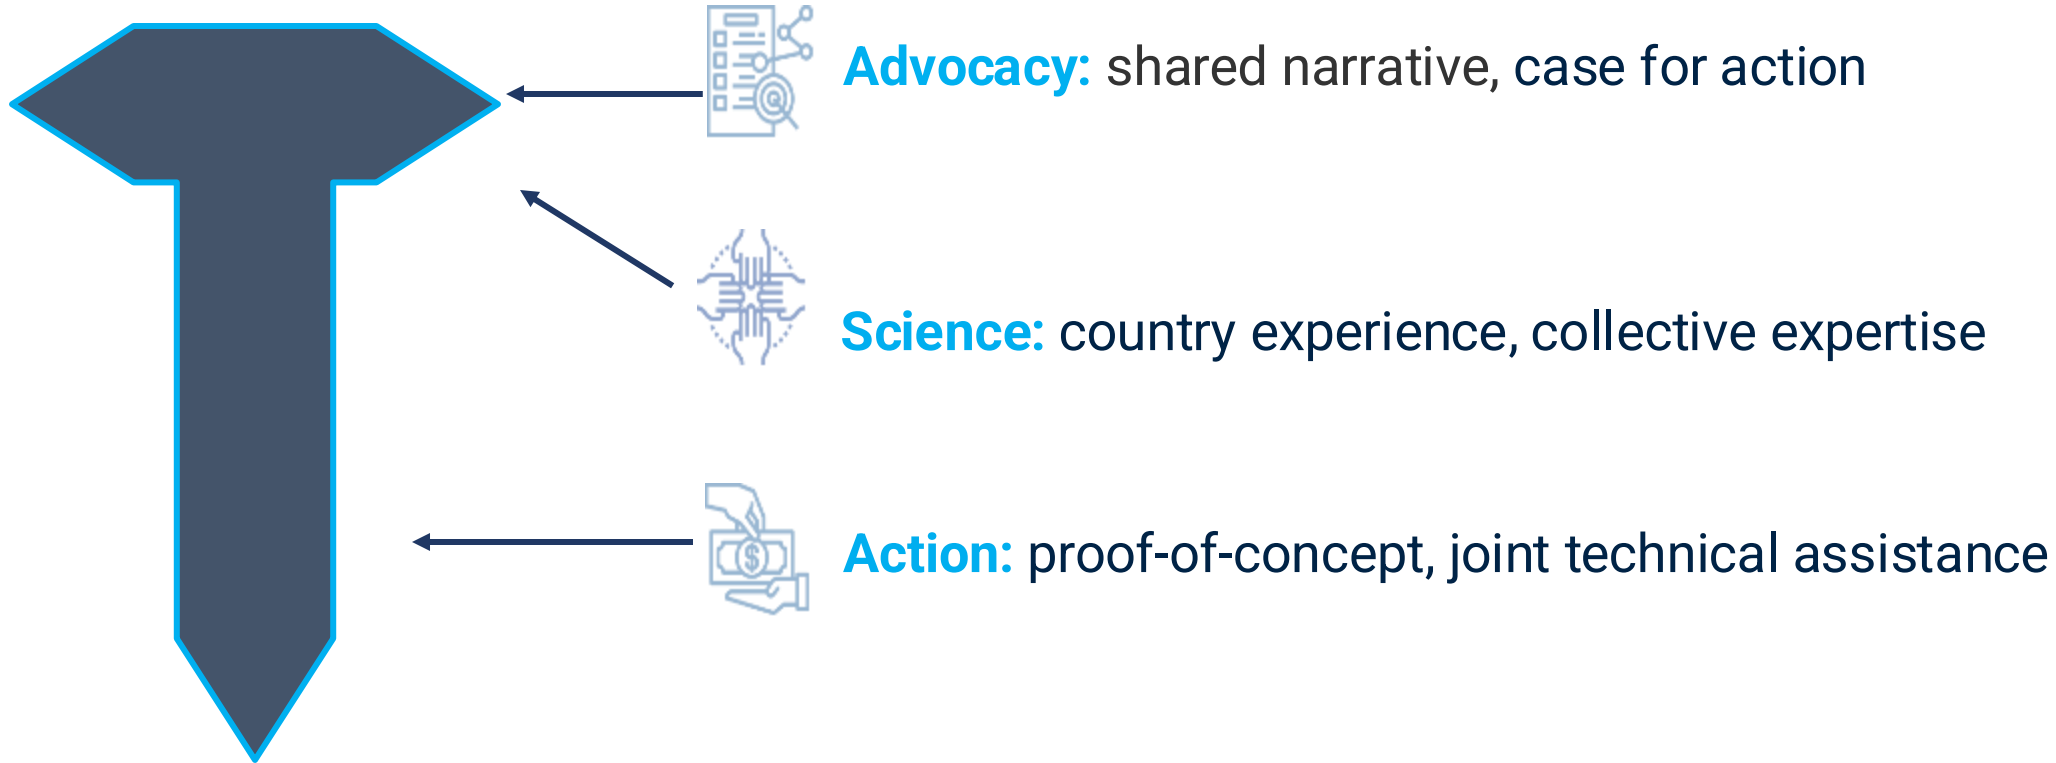 Advocacy: shared narrative, case for action
Science: country experience, collective expertise
$
Action: proof-of-concept, joint technical assistance